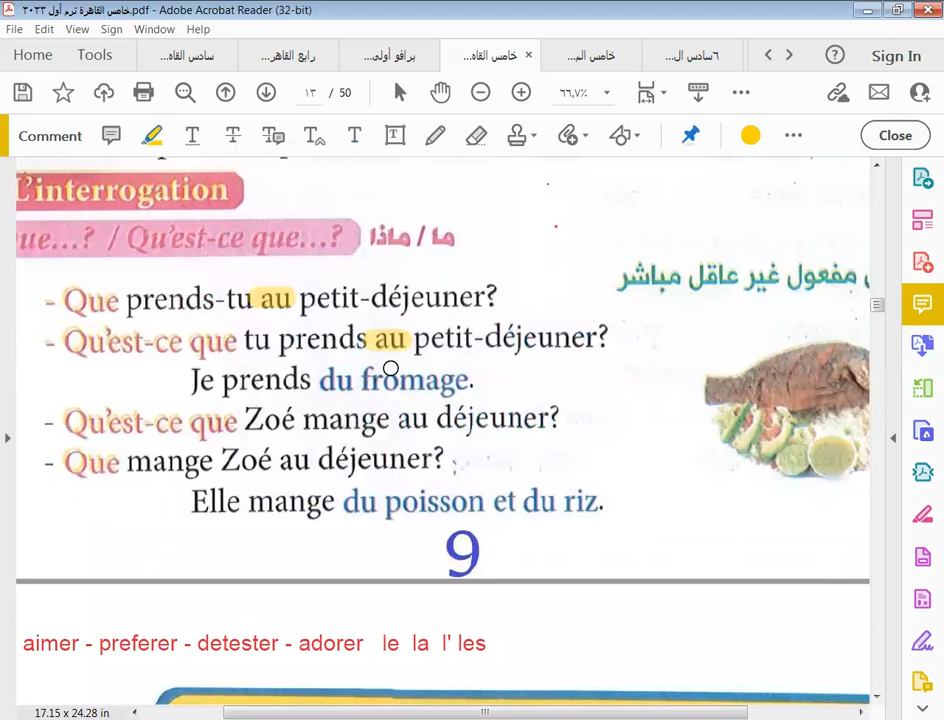 خامس القاهرة ترم أول ٢٠٢٣.pdf - Adobe Acrobat Reader (32-bit)
File Edit View Sign Window Help
Home Tools سادس القاه... رابع القاهر... برافو أولى... خامس القاه... × خامس الم... ٦سادس ال... Sign In
١٣ / 50 ٦٦,٧%
Comment Close
L'interrogation
ue...? / Qu'est-ce que...? ما / ماذا
مفعول غير عاقل مباشر
- Que prends-tu au petit-déjeuner?
- Qu'est-ce que tu prends au petit-déjeuner?
Je prends du fromage.
- Qu'est-ce que Zoé mange au déjeuner?
- Que mange Zoé au déjeuner?
Elle mange du poisson et du riz.
9
aimer - preferer - detester - adorer le la l' les
17.15 x 24.28 in